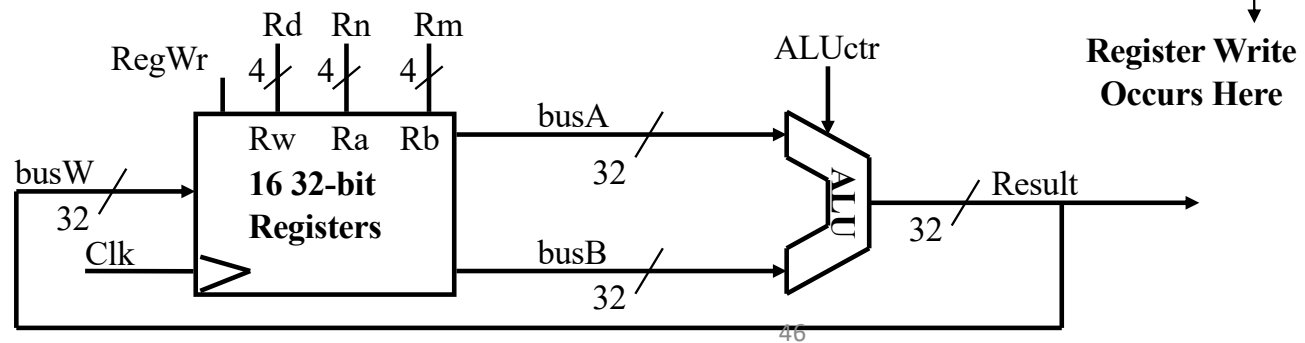 Rd Rn Rm
RegWr
4 4 4
ALUctr
Register Write
Occurs Here
Rw Ra Rb
busA
32
busW
32
16 32-bit
Registers
ALU
Result
32
Clk
busB
32
46